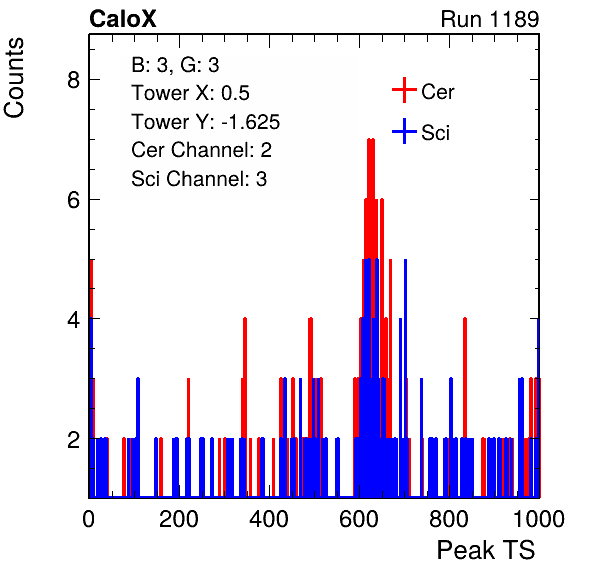 CaloX Run 1189
Counts
B: 3, G: 3
Tower X: 0.5
Tower Y: -1.625
Cer Channel: 2
Sci Channel: 3
Cer
Sci
8
6
4
2
0 200 400 600 800 1000
Peak TS